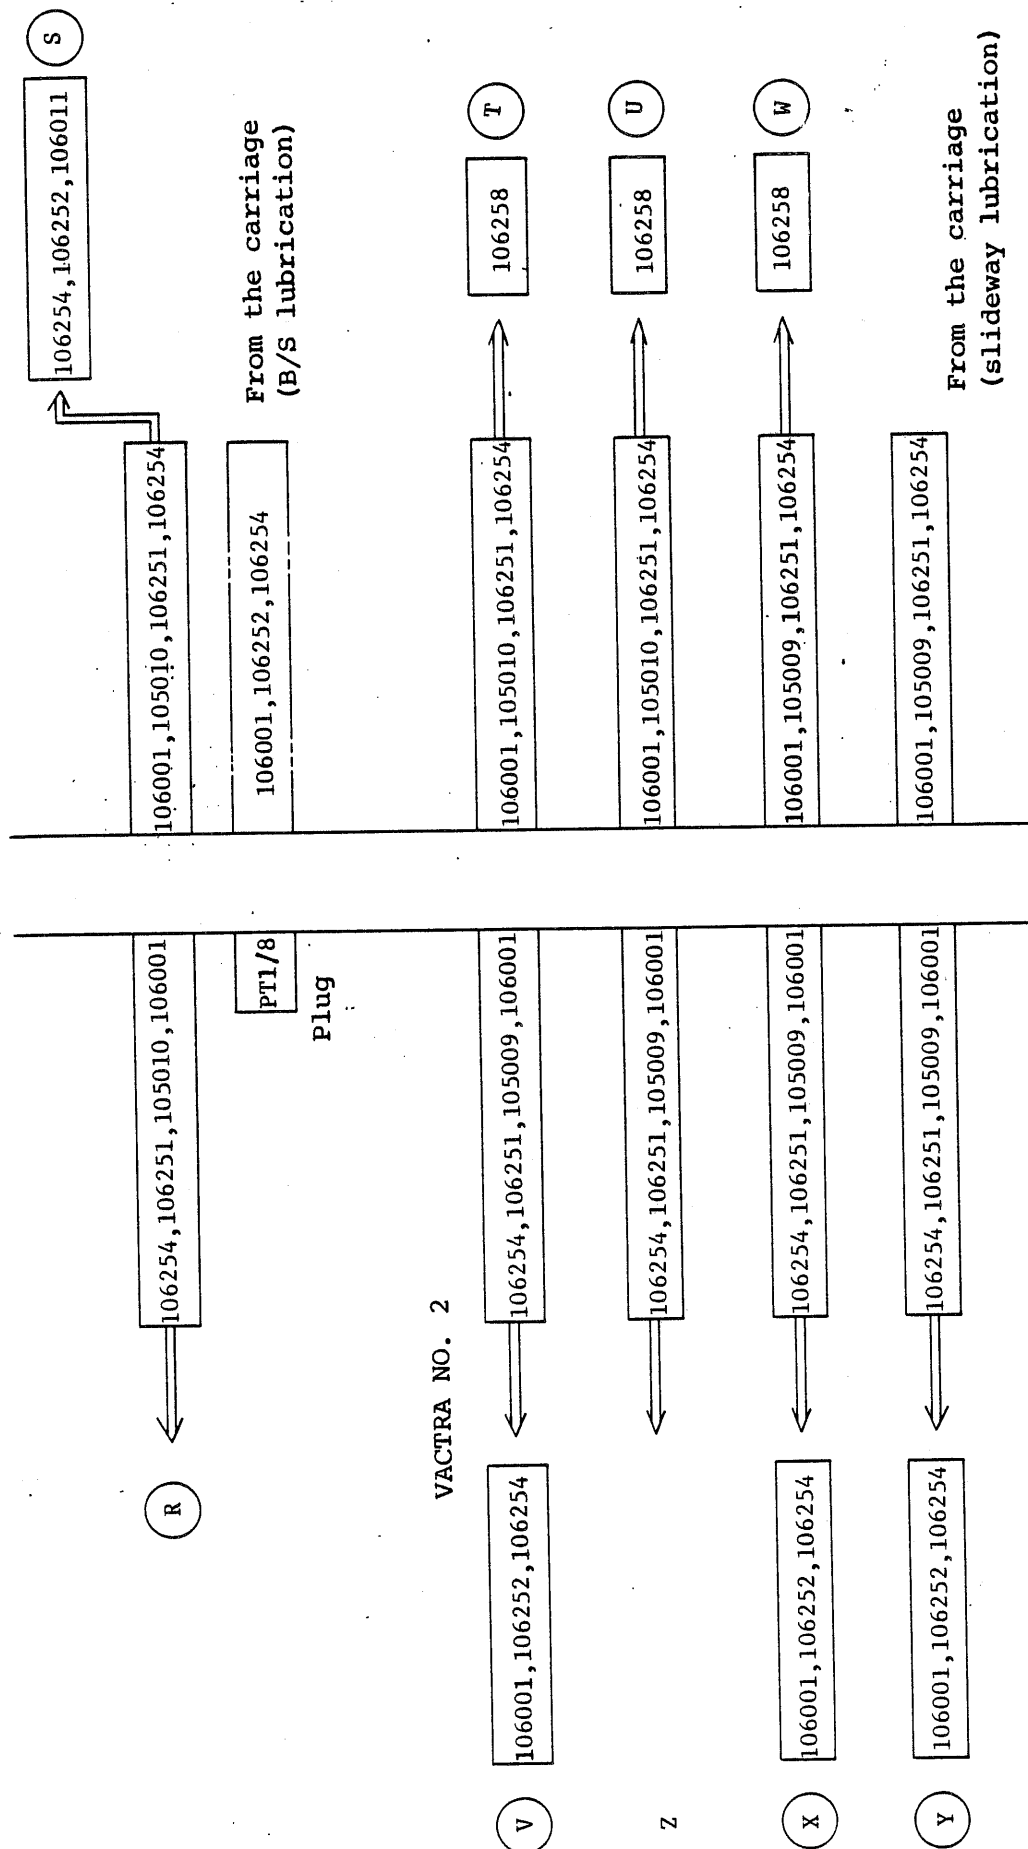 106254,106252,106011
S
R
106254,106251,105010,106001
106001,105010,106251,106254
PT1/8
Plug
106001,106252,106254
From the carriage
(B/S lubrication)
VACTRA NO. 2
V
106001,106252,106254
106254,106251,105009,106001
106001,105010,106251,106254
106258
T
Z
106254,106251,105009,106001
106001,105010,106251,106254
106258
U
X
106001,106252,106254
106254,106251,105009,106001
106001,105009,106251,106254
106258
W
Y
106001,106252,106254
106254,106251,105009,106001
106001,105009,106251,106254
From the carriage
(slideway lubrication)